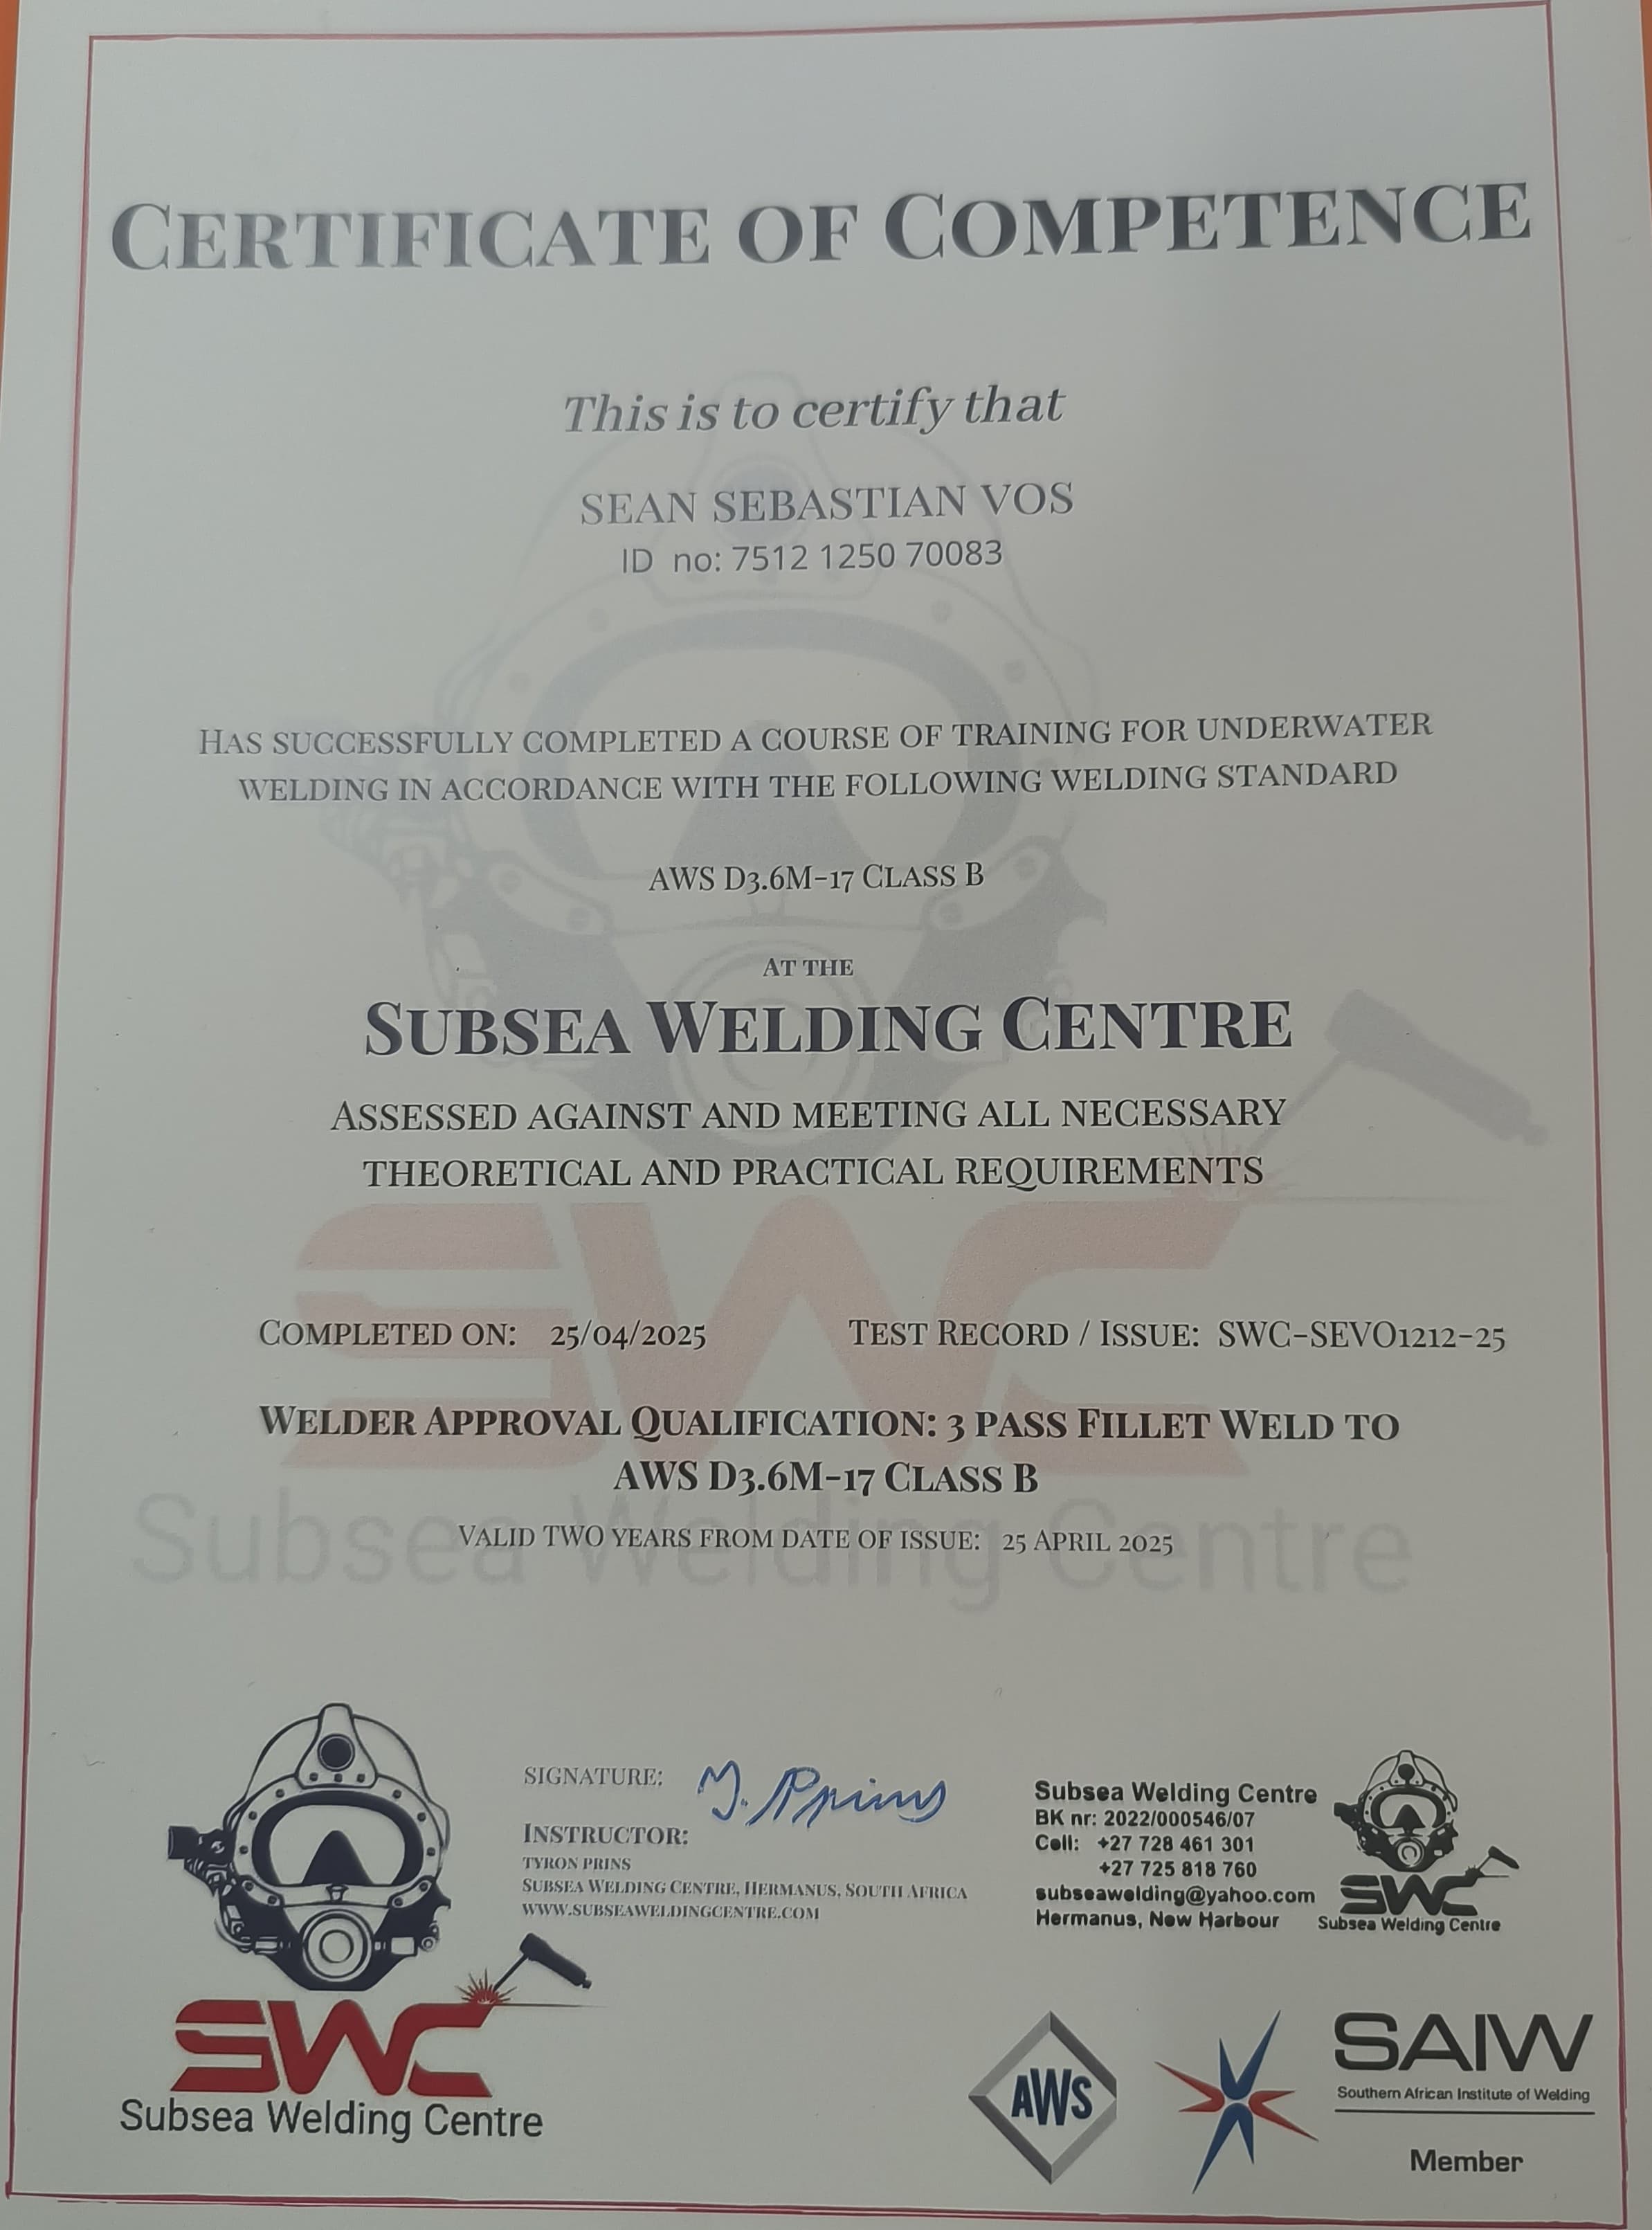 CERTIFICATE OF COMPETENCE
This is to certify that
SEAN SEBASTIAN VOS
ID no: 7512 1250 70083
HAS SUCCESSFULLY COMPLETED A COURSE OF TRAINING FOR UNDERWATER
WELDING IN ACCORDANCE WITH THE FOLLOWING WELDING STANDARD
AWS D3.6M-17 CLASS B
AT THE
SUBSEA WELDING CENTRE
ASSESSED AGAINST AND MEETING ALL NECESSARY
THEORETICAL AND PRACTICAL REQUIREMENTS
SWC
COMPLETED ON: 25/04/2025 TEST RECORD / ISSUE: SWC-SEVO1212-25
WELDER APPROVAL QUALIFICATION: 3 PASS FILLET WELD TO
AWS D3.6M-17 CLASS B
Subsea Welding Centre
VALID TWO YEARS FROM DATE OF ISSUE: 25 APRIL 2025
SIGNATURE:
INSTRUCTOR:
TYRON PRINS
SUBSEA WELDING CENTRE, HERMANUS, SOUTH AFRICA
WWW.SUBSEAWELDINGCENTRE.COM
Subsea Welding Centre
BK nr: 2022/000546/07
Cell: +27 728 461 301
+27 725 818 760
subseawelding@yahoo.com
Hermanus, New Harbour
SWC
Subsea Welding Centre
SWC
Subsea Welding Centre
AWS
SAIW
Southern African Institute of Welding
Member